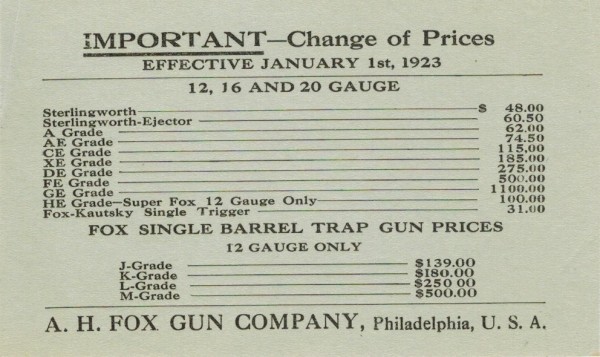 IMPORTANT—Change of Prices
EFFECTIVE JANUARY 1st, 1923
12, 16 AND 20 GAUGE
Sterlingworth $ 48.00
Sterlingworth-Ejector 60.50
A Grade 62.00
AE Grade 74.50
CE Grade 115.00
XE Grade 185.00
DE Grade 275.00
FE Grade 500.00
GE Grade 1100.00
HE Grade—Super Fox 12 Gauge Only 100.00
Fox-Kautsky Single Trigger 31.00
FOX SINGLE BARREL TRAP GUN PRICES
12 GAUGE ONLY
J-Grade $139.00
K-Grade $180.00
L-Grade $250 00
M-Grade $500.00
A. H. FOX GUN COMPANY, Philadelphia, U. S. A.